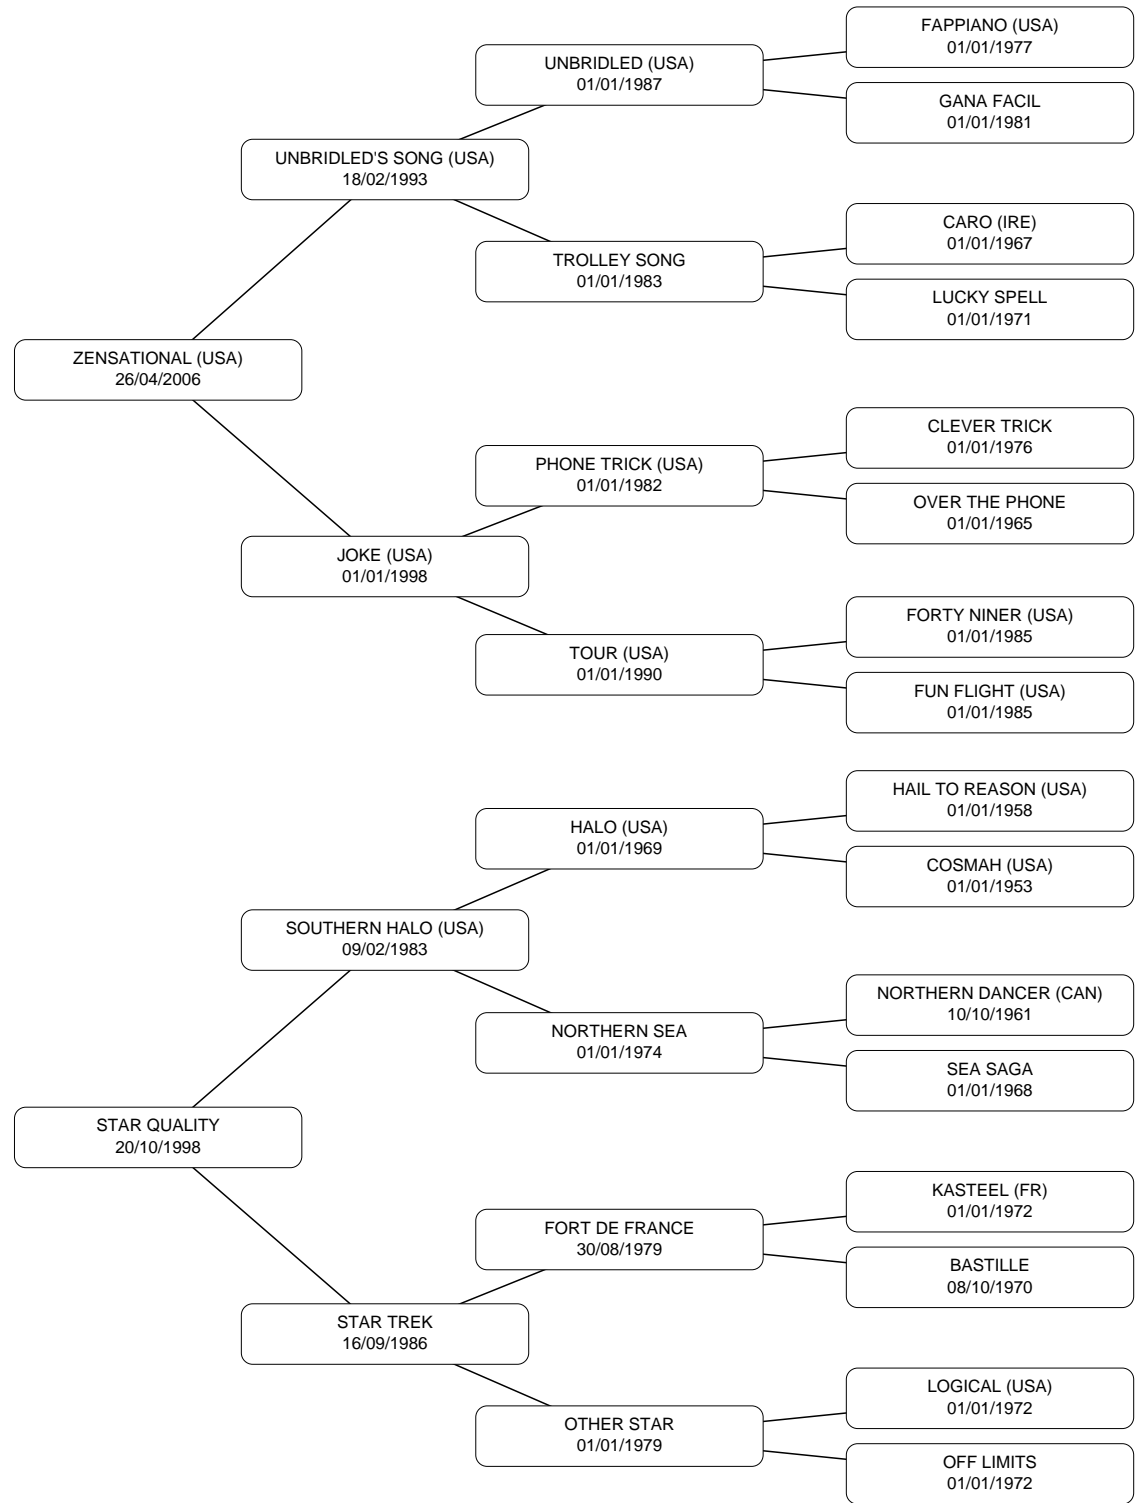 FAPPIANO (USA)
01/01/1977
UNBRIDLED (USA)
01/01/1987
GANA FACIL
01/01/1981
UNBRIDLED'S SONG (USA)
18/02/1993
CARO (IRE)
01/01/1967
TROLLEY SONG
01/01/1983
LUCKY SPELL
01/01/1971
ZENSATIONAL (USA)
26/04/2006
CLEVER TRICK
01/01/1976
PHONE TRICK (USA)
01/01/1982
OVER THE PHONE
01/01/1965
JOKE (USA)
01/01/1998
FORTY NINER (USA)
01/01/1985
TOUR (USA)
01/01/1990
FUN FLIGHT (USA)
01/01/1985
HAIL TO REASON (USA)
01/01/1958
HALO (USA)
01/01/1969
COSMAH (USA)
01/01/1953
SOUTHERN HALO (USA)
09/02/1983
NORTHERN DANCER (CAN)
10/10/1961
NORTHERN SEA
01/01/1974
SEA SAGA
01/01/1968
STAR QUALITY
20/10/1998
KASTEEL (FR)
01/01/1972
FORT DE FRANCE
30/08/1979
BASTILLE
08/10/1970
STAR TREK
16/09/1986
LOGICAL (USA)
01/01/1972
OTHER STAR
01/01/1979
OFF LIMITS
01/01/1972